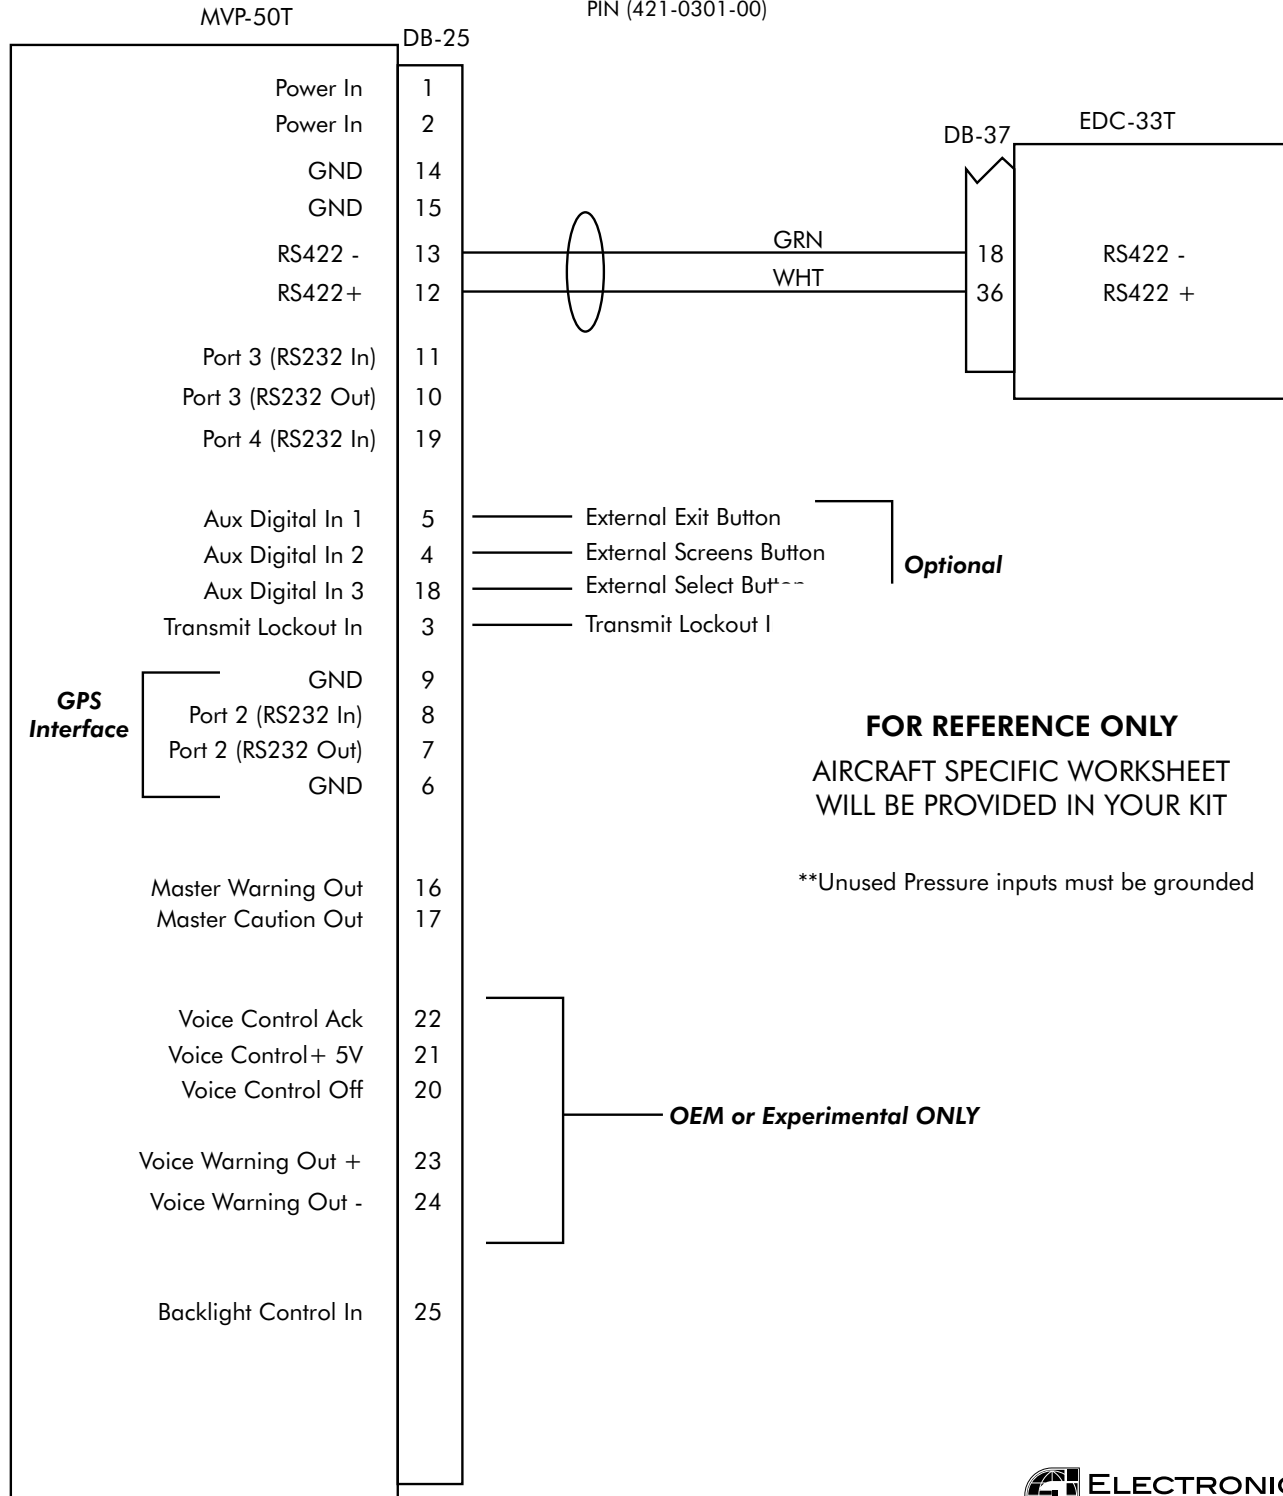 PIN (421-0301-00)
MVP-50T
DB-25
Power In 1
Power In 2
GND 14
GND 15
RS422 - 13
RS422+ 12
Port 3 (RS232 In) 11
Port 3 (RS232 Out) 10
Port 4 (RS232 In) 19
Aux Digital In 1 5 External Exit Button
Aux Digital In 2 4 External Screens Button
Aux Digital In 3 18 External Select
Transmit Lockout In 3 Transmit Lockout I
Optional
GPS
Interface
GND 9
Port 2 (RS232 In) 8
Port 2 (RS232 Out) 7
GND 6
Master Warning Out 16
Master Caution Out 17
Voice Control Ack 22
Voice Control+ 5V 21
Voice Control Off 20
Voice Warning Out + 23
Voice Warning Out - 24
OEM or Experimental ONLY
Backlight Control In 25
DB-37
EDC-33T
GRN
WHT
18 RS422 -
36 RS422 +
FOR REFERENCE ONLY
AIRCRAFT SPECIFIC WORKSHEET
WILL BE PROVIDED IN YOUR KIT
**Unused Pressure inputs must be grounded
ELECTRONIC